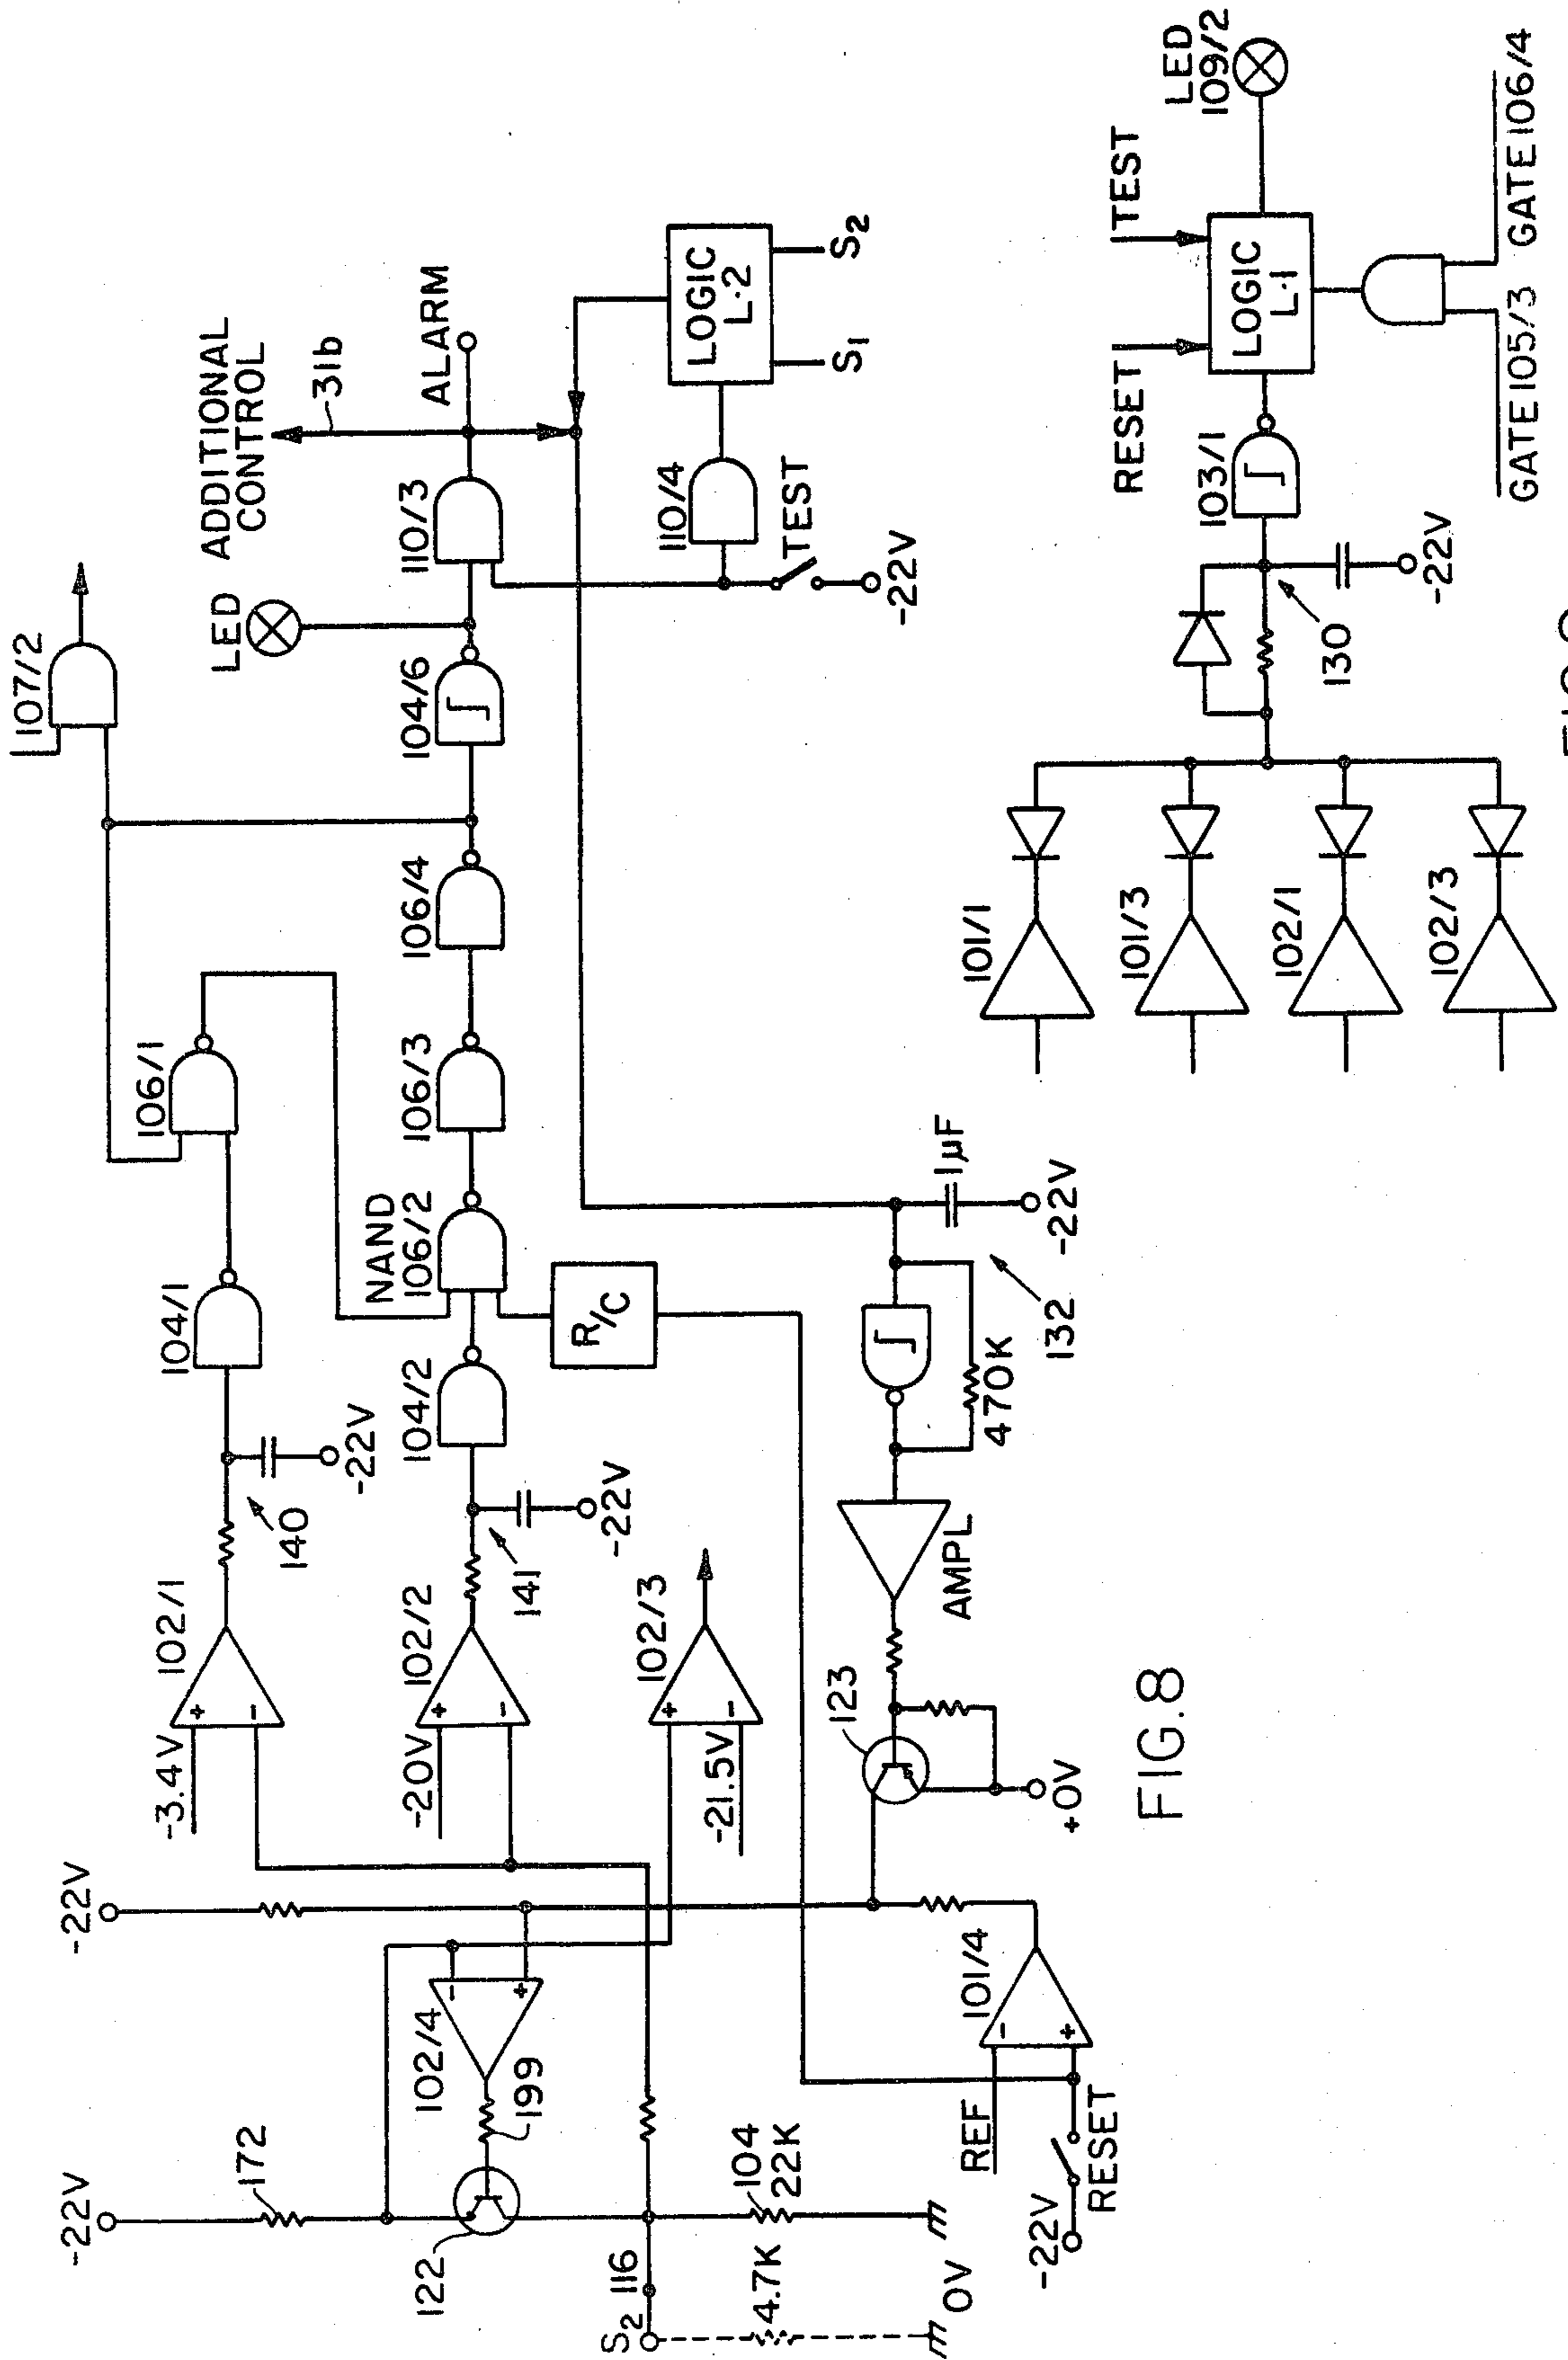 107/2
LED
ADDITIONAL
CONTROL
31b
ALARM
110/3
104/6
106/4
106/3
106/1
104/1
NAND
106/2
104/2
R/C
140
-22V
141
-22V
102/1
-3.4V
+
-
102/2
-20V
+
-
102/3
-21.5V
+
-
-22V
-22V
172
102/4
-
+
199
122
S2
116
104
22K
4.7K
0V
REF
101/4
-
+
-22V
RESET
123
+0V
AMPL
470K
132
1µF
-22V
110/4
TEST
-22V
LOGIC
L-2
S1
S2
FIG.8
101/1
101/3
102/1
102/3
130
-22V
103/1
RESET
TEST
LOGIC
L-1
LED
109/2
GATE 105/3
GATE 106/4